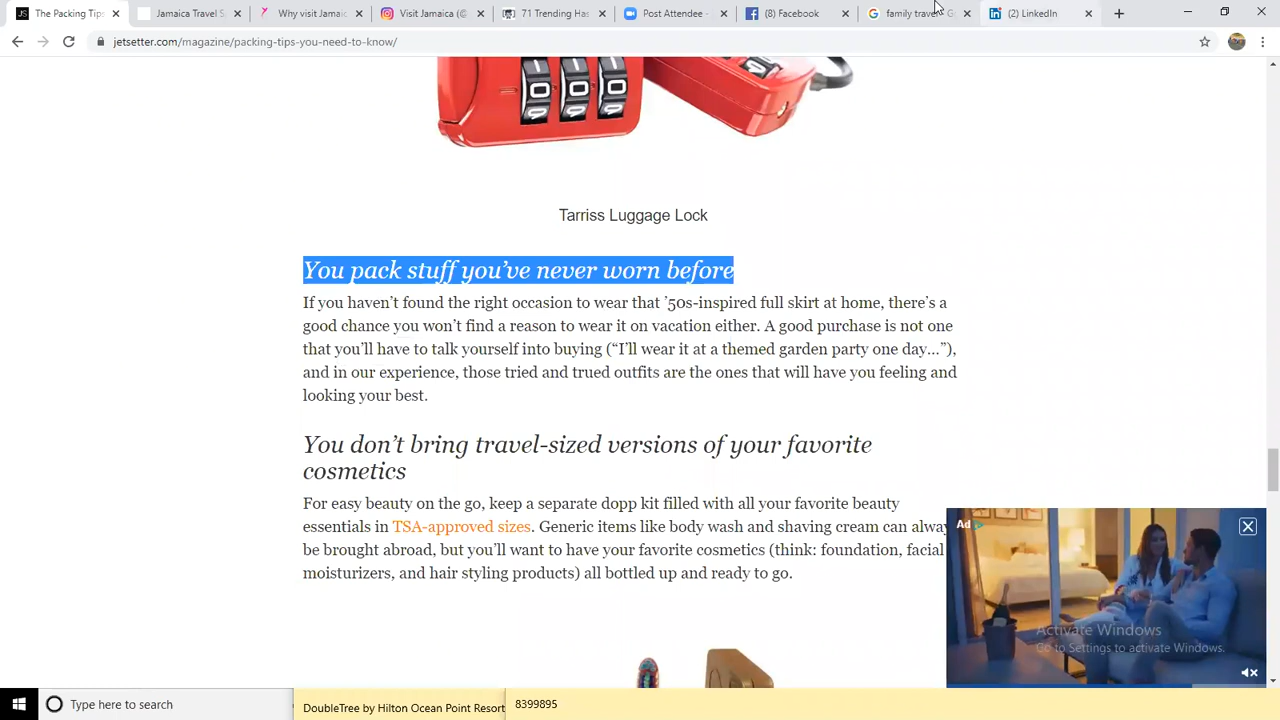 The Packing Tips
Jamaica Travel S
Why visit Jamaic
Visit Jamaica (@
71 Trending Has
Post Attendee -
(8) Facebook
family travel
(2) LinkedIn
jetsetter.com/magazine/packing-tips-you-need-to-know/
Tarriss Luggage Lock
You pack stuff you’ve never worn before
If you haven’t found the right occasion to wear that ’50s-inspired full skirt at home, there’s a
good chance you won’t find a reason to wear it on vacation either. A good purchase is not one
that you’ll have to talk yourself into buying (“I’ll wear it at a themed garden party one day…”),
and in our experience, those tried and trued outfits are the ones that will have you feeling and
looking your best.
You don’t bring travel-sized versions of your favorite
cosmetics
For easy beauty on the go, keep a separate dopp kit filled with all your favorite beauty
essentials in TSA-approved sizes. Generic items like body wash and shaving cream can alway
be brought abroad, but you’ll want to have your favorite cosmetics (think: foundation, facial
moisturizers, and hair styling products) all bottled up and ready to go.
Ad
Activate Windows
Go to Settings to activate Windows.
Type here to search
DoubleTree by Hilton Ocean Point Resort
8399895